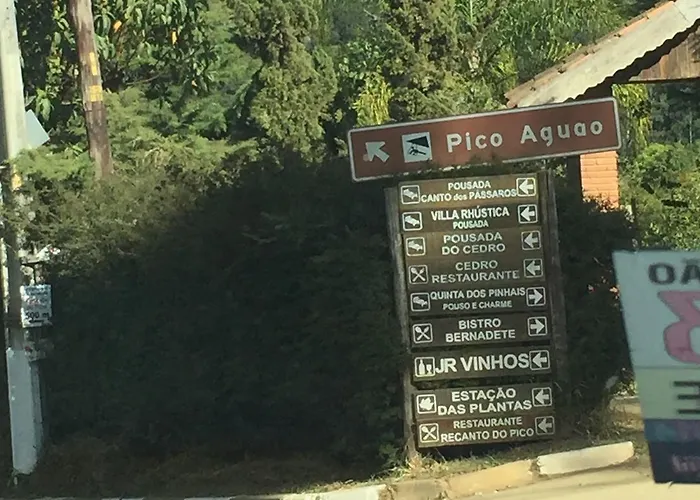 Pico Aguao
POUSADA
CANTO dos PÁSSAROS
VILLA RHÚSTICA
POUSADA
POUSADA
DO CEDRO
CEDRO
RESTAURANTE
QUINTA DOS PINHAIS
POUSO E CHARME
BISTRO
BERNADETE
JR VINHOS
ESTAÇÃO
DAS PLANTAS
RESTAURANTE
RECANTO DO PICO